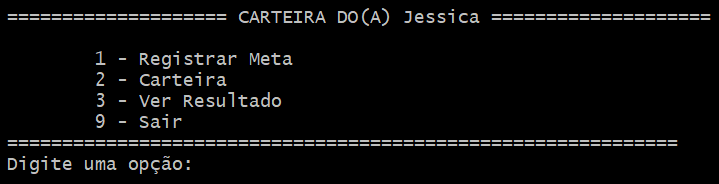 ==================== CARTEIRA DO(A) Jessica ====================
1 - Registrar Meta
2 - Carteira
3 - Ver Resultado
9 - Sair
=============================================================
Digite uma opção: